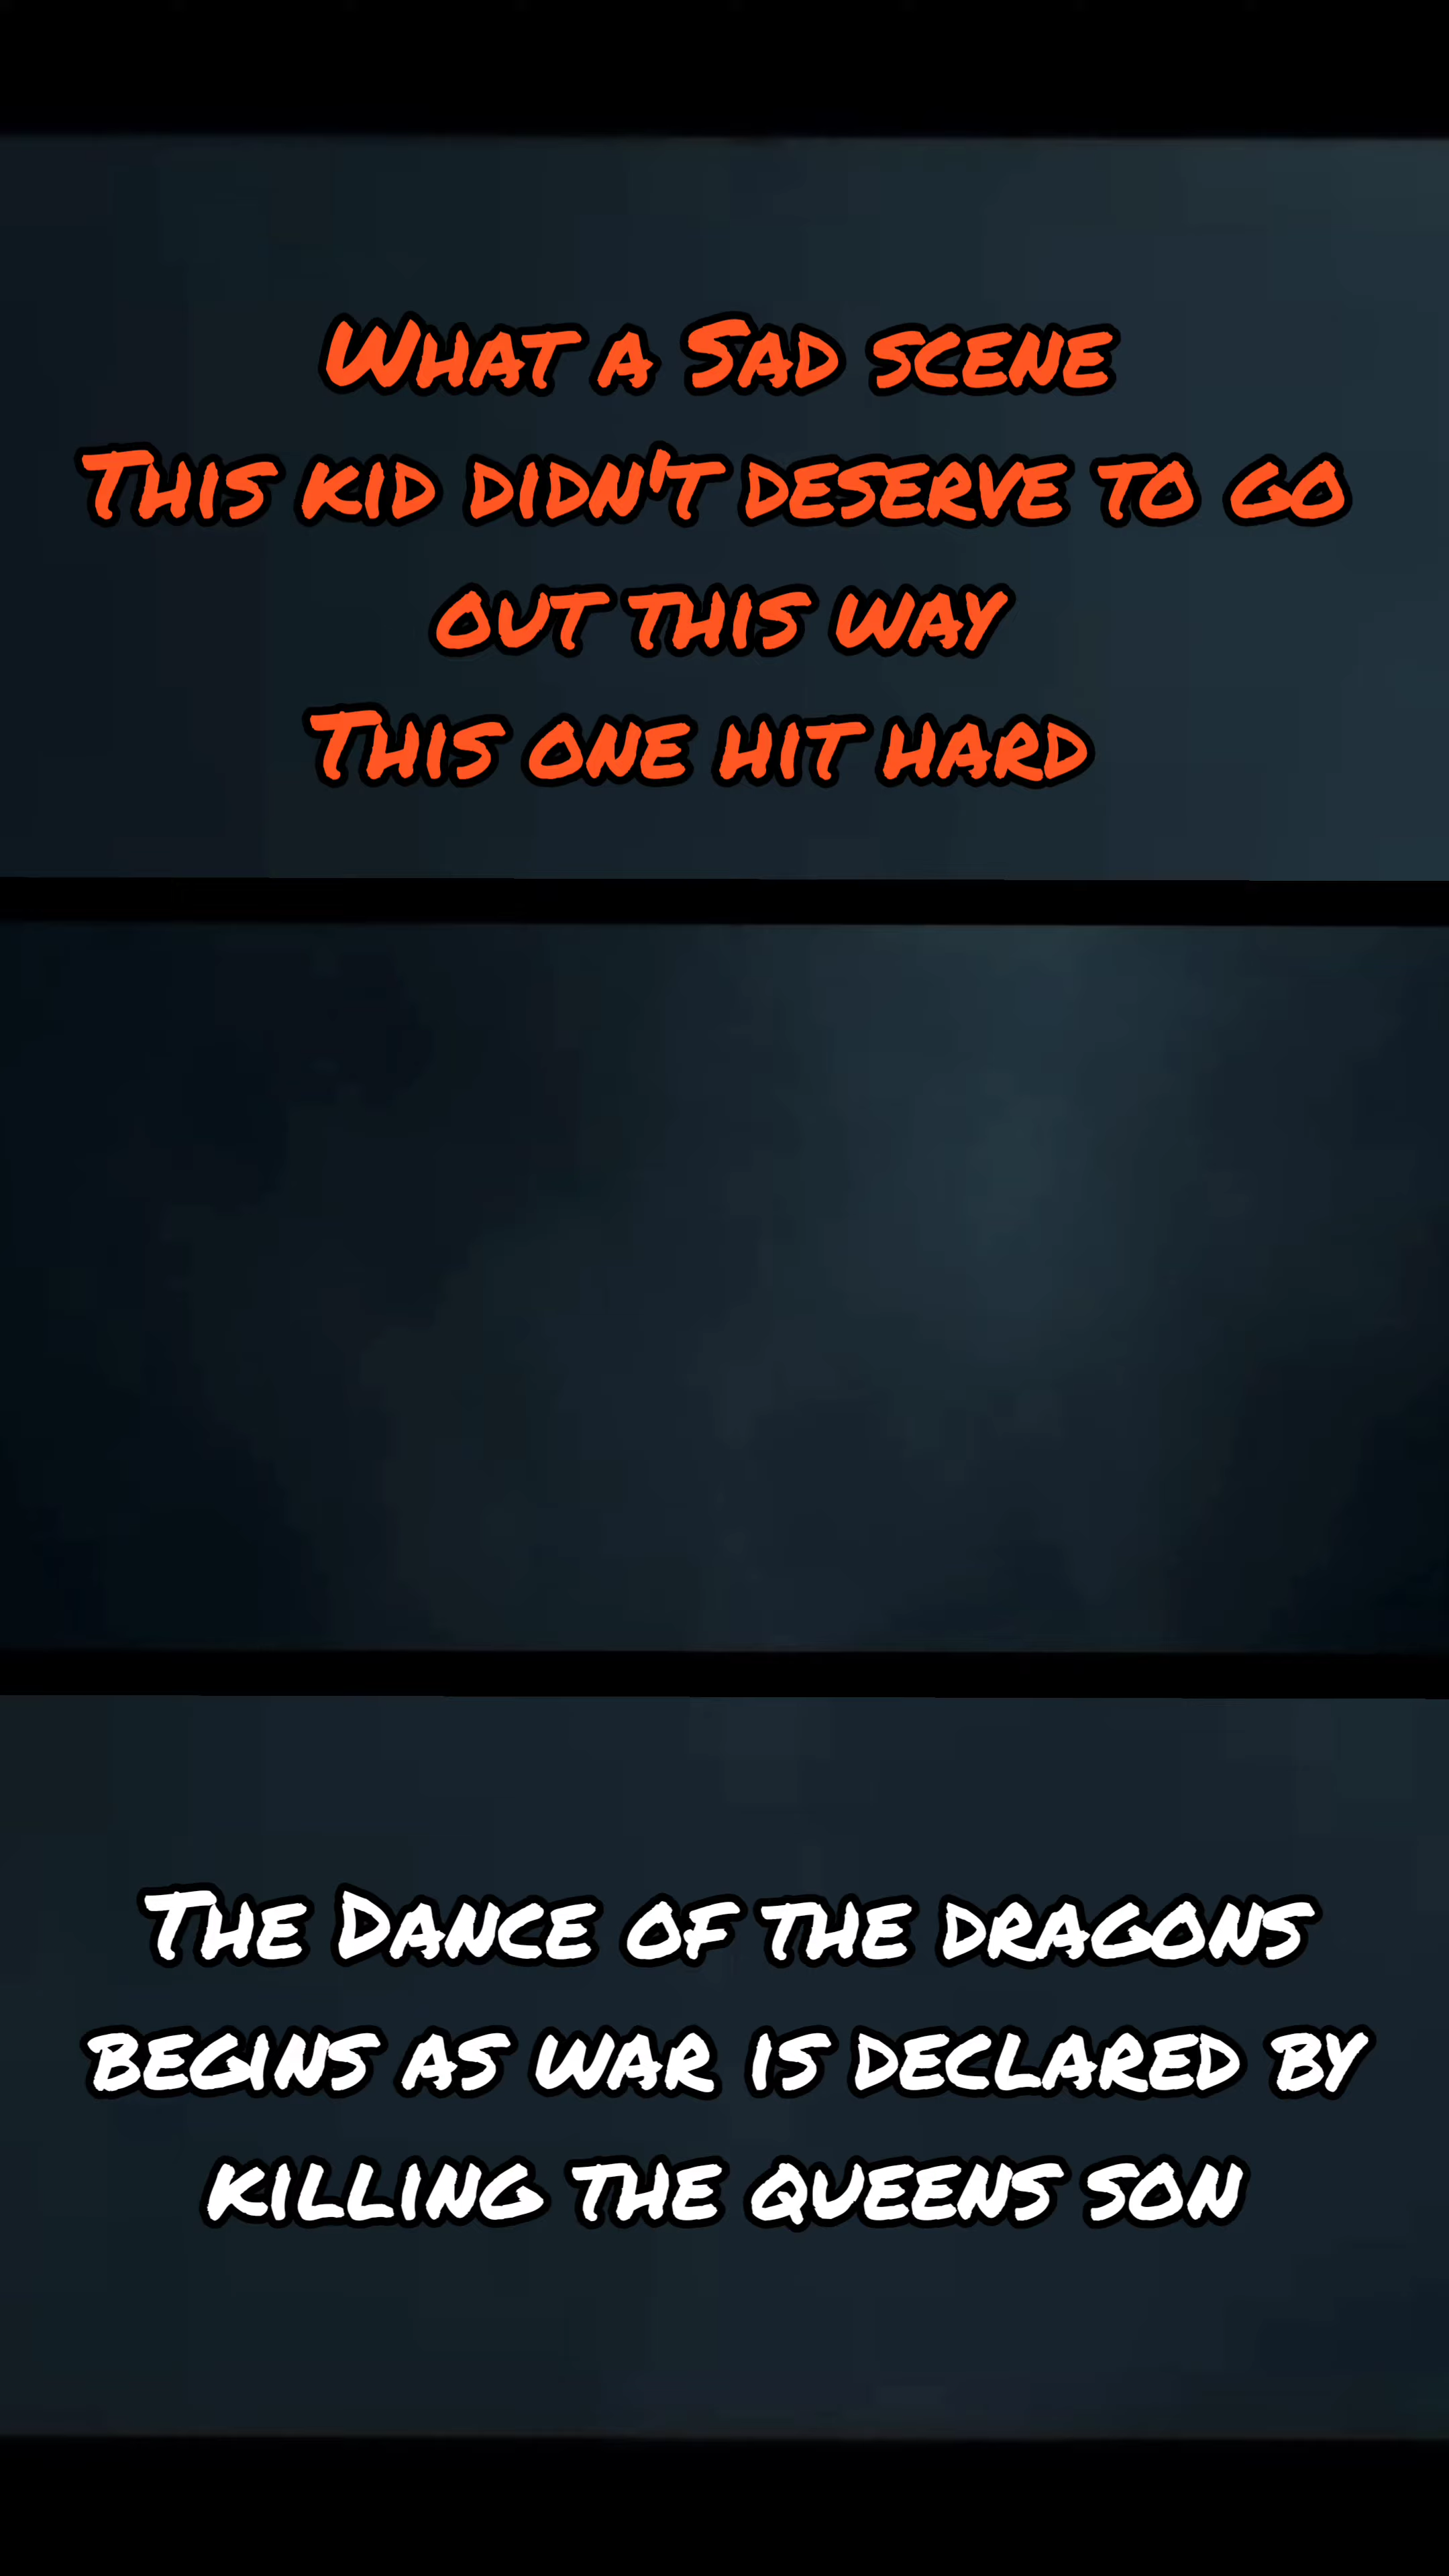 What a Sad scene
This kid didn't deserve to go
out this way
This one hit hard
The Dance of the dragons
begins as war is declared by
killing the queens son